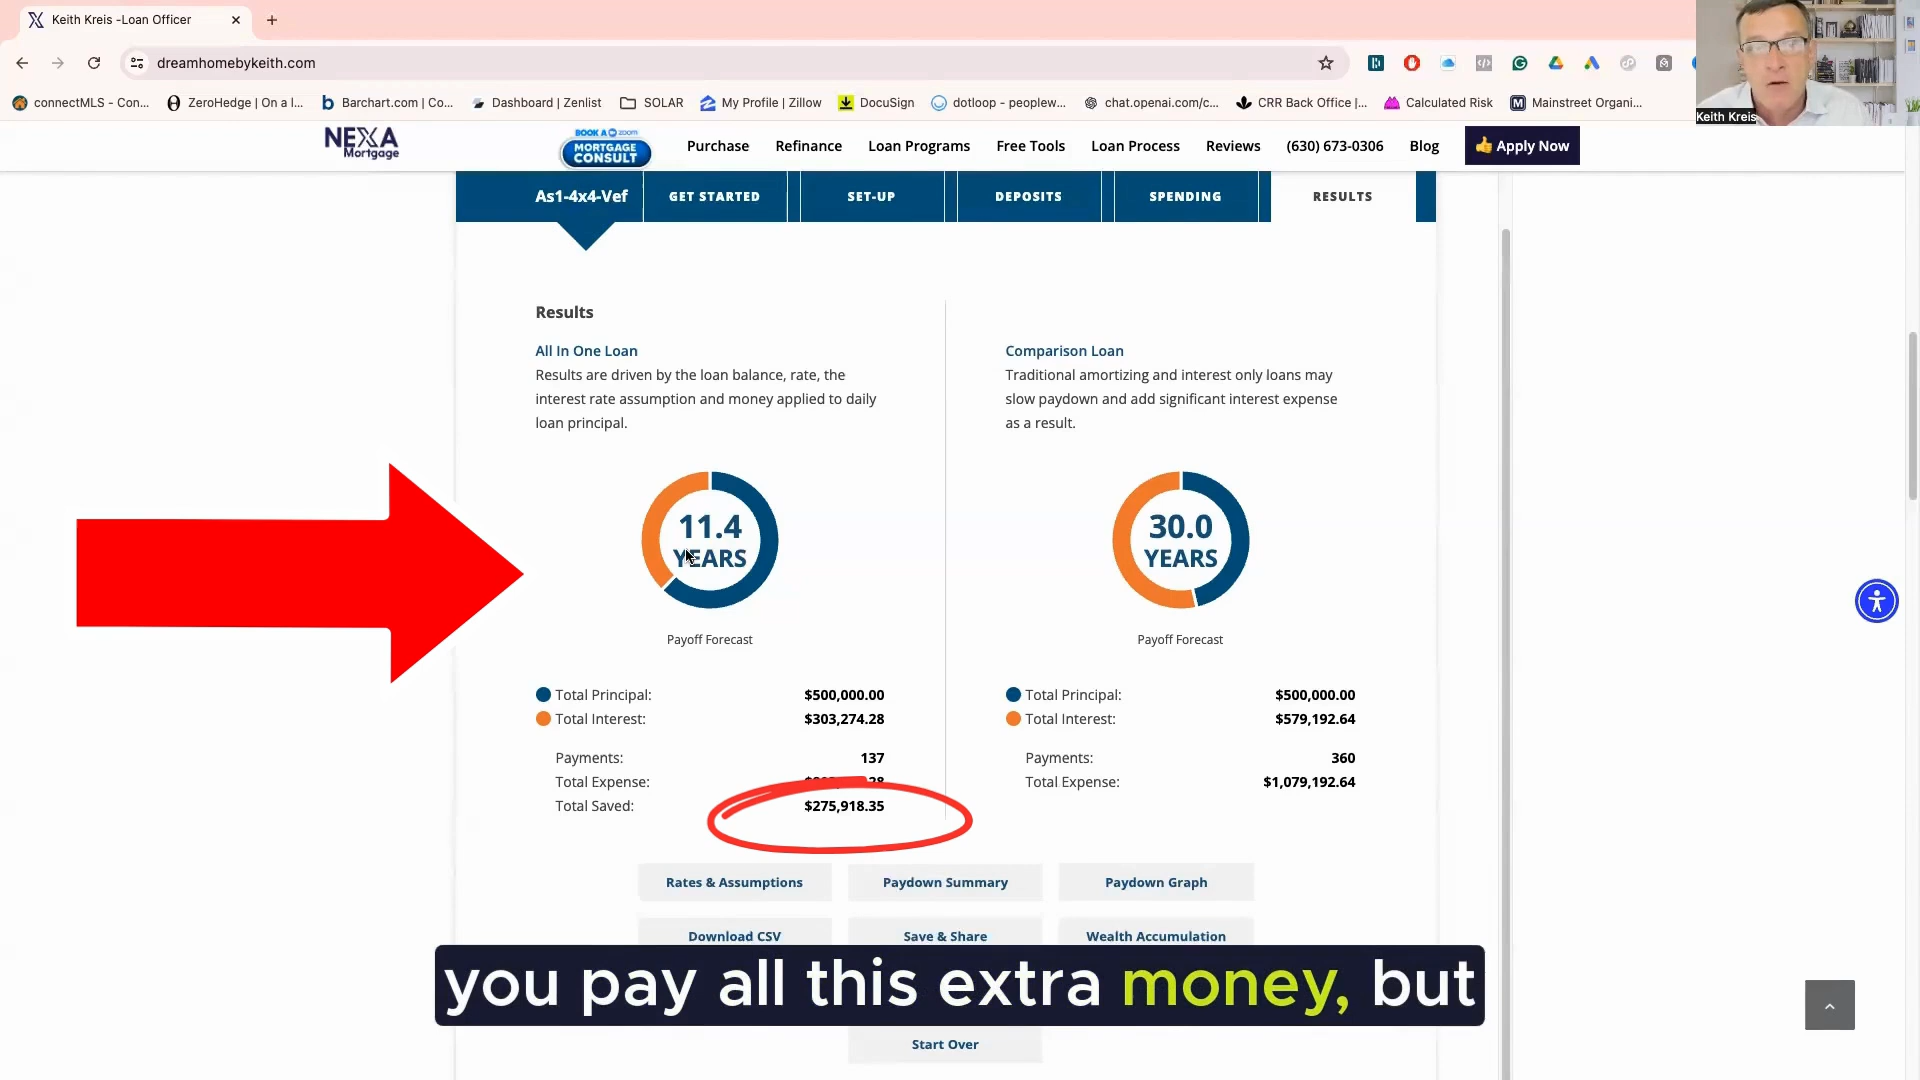 Keith Kreis -Loan Officer
dreamhomebykeith.com
connectMLS - Con...
ZeroHedge | On a l...
Barchart.com | Co...
Dashboard | Zenlist
SOLAR
My Profile | Zillow
DocuSign
dotloop - peoplew...
chat.openai.com/c...
CRR Back Office |...
Calculated Risk
Mainstreet Organi...
Keith Kreis
NEXA
Mortgage
BOOK A zoom
MORTGAGE
CONSULT
Purchase
Refinance
Loan Programs
Free Tools
Loan Process
Reviews
(630) 673-0306
Blog
👍 Apply Now
As1-4x4-Vef
GET STARTED
SET-UP
DEPOSITS
SPENDING
RESULTS
Results
All In One Loan
Results are driven by the loan balance, rate, the
interest rate assumption and money applied to daily
loan principal.
11.4
YEARS
Payoff Forecast
Total Principal: $500,000.00
Total Interest: $303,274.28
Payments: 137
Total Expense:
Total Saved: $275,918.35
Comparison Loan
Traditional amortizing and interest only loans may
slow paydown and add significant interest expense
as a result.
30.0
YEARS
Payoff Forecast
Total Principal: $500,000.00
Total Interest: $579,192.64
Payments: 360
Total Expense: $1,079,192.64
Rates & Assumptions
Paydown Summary
Paydown Graph
Download CSV
Save & Share
Wealth Accumulation
you pay all this extra money, but
Start Over